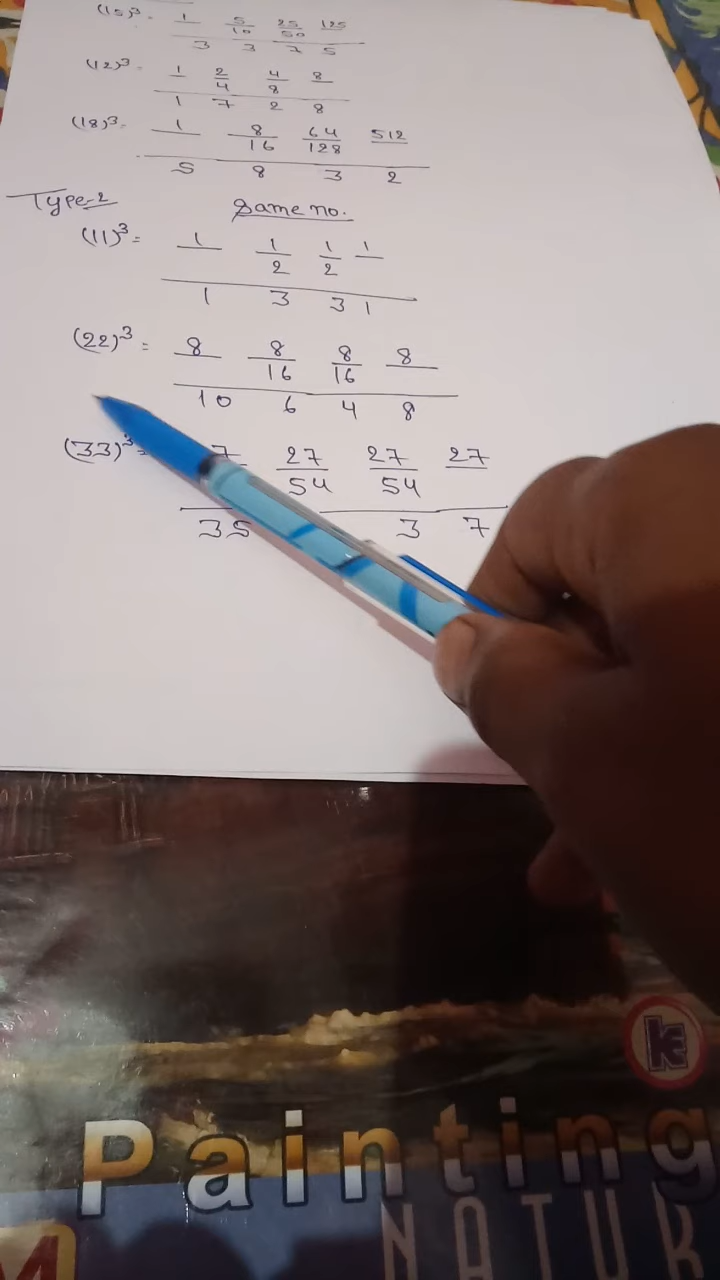 (15)³ = 1 5 25 125
10 50
3 3 7 5
(12)³ = 1 2 4 8
4 8
1 7 2 8
(18)³ = 1 8 64 512
16 128
5 8 3 2
Type-2 Same no.
(11)³ = 1 1 1 1
2 2
1 3 3 1
(22)³ = 8 8 8 8
16 16
10 6 4 8
(33)³ = 7 27 27 27
54 54
35 3 7
K
Painting
NATUR
M